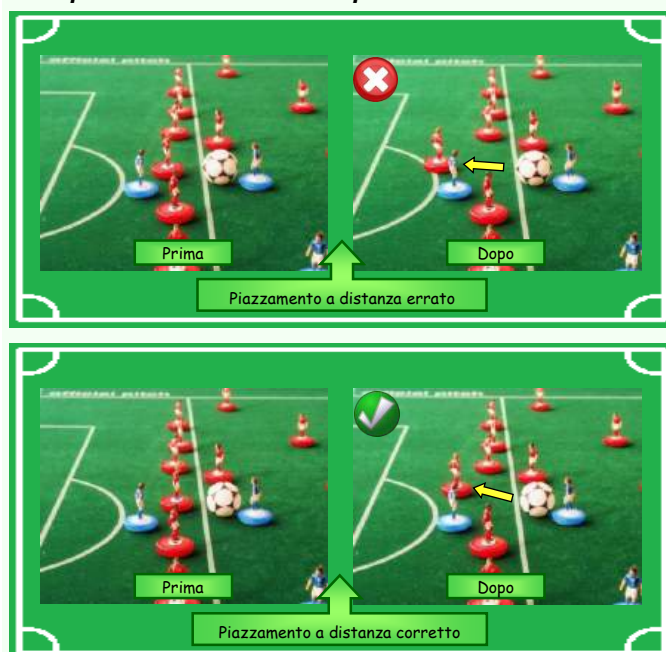 Prima
Dopo
Piazzamento a distanza errato
Prima
Dopo
Piazzamento a distanza corretto